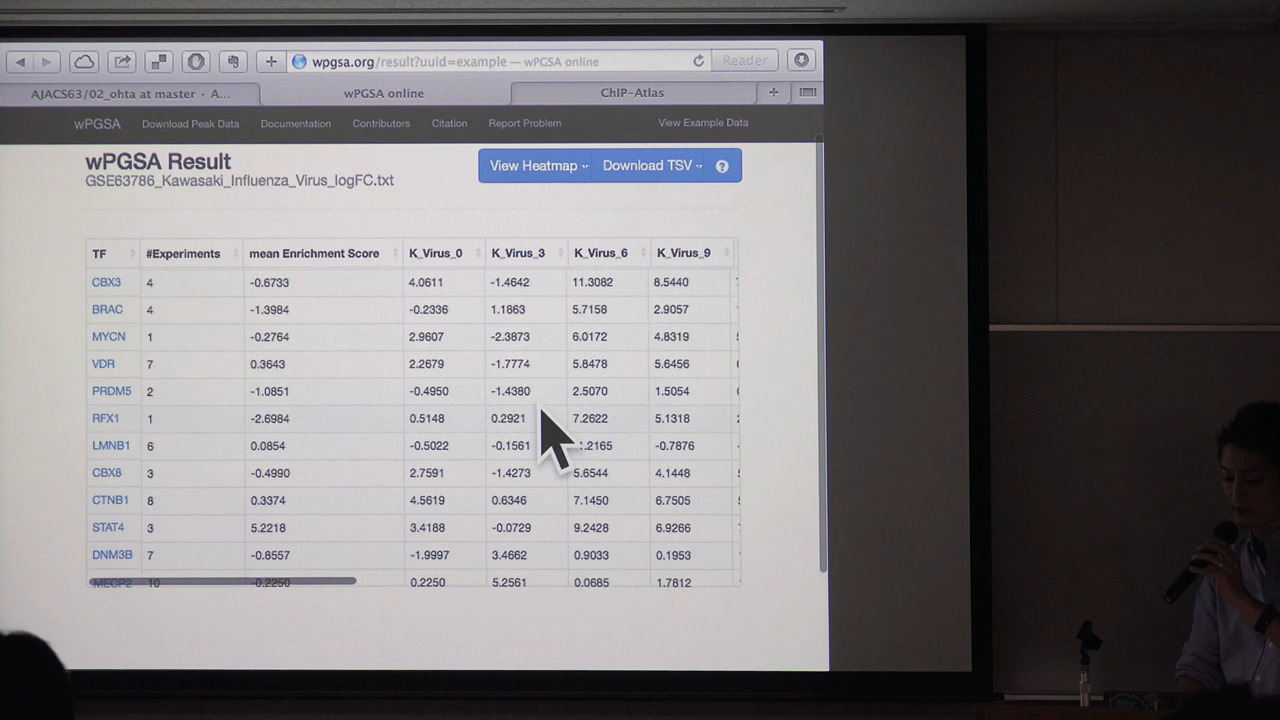 wpgsa.org/result?uuid=example — wPGSA online
Reader
AJACS63/02_ohta at master · A...
wPGSA online
ChIP-Atlas
wPGSA Download Peak Data Documentation Contributors Citation Report Problem View Example Data
wPGSA Result
GSE63786_Kawasaki_Influenza_Virus_logFC.txt
View Heatmap Download TSV ?
TF #Experiments mean Enrichment Score K_Virus_0 K_Virus_3 K_Virus_6 K_Virus_9
CBX3 4 -0.6733 4.0611 -1.4642 11.3082 8.5440
BRAC 4 -1.3984 -0.2336 1.1863 5.7158 2.9057
MYCN 1 -0.2764 2.9607 -2.3873 6.0172 4.8319
VDR 7 0.3643 2.2679 -1.7774 5.8478 5.6456
PRDM5 2 -1.0851 -0.4950 -1.4380 2.5070 1.5054
RFX1 1 -2.6984 0.5148 0.2921 7.2622 5.1318
LMNB1 6 0.0854 -0.5022 -0.1561 .2165 -0.7876
CBX8 3 -0.4990 2.7591 -1.4273 5.6544 4.1448
CTNB1 8 0.3374 4.5619 0.6346 7.1450 6.7505
STAT4 3 5.2218 3.4188 -0.0729 9.2428 6.9266
DNM3B 7 -0.8557 -1.9997 3.4662 0.9033 0.1953
MECP2 10 -0.2250 0.2250 5.2561 0.0685 1.7812